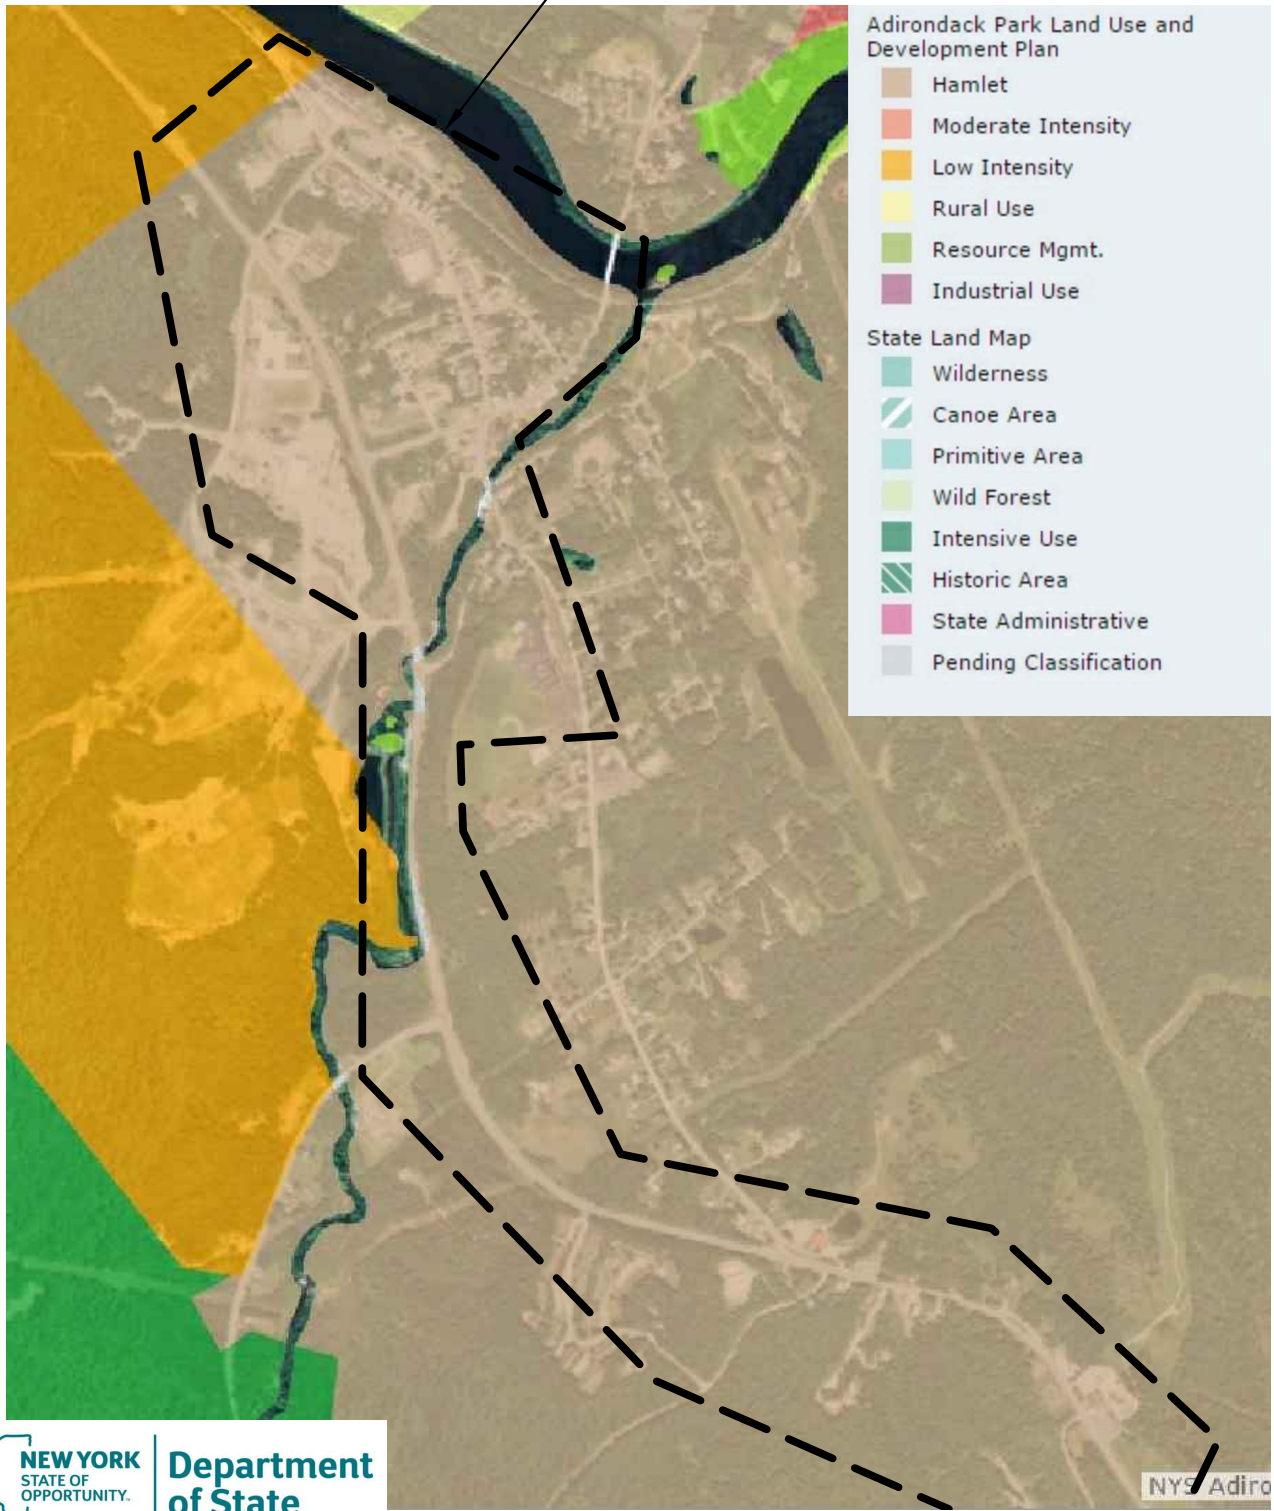 Adirondack Park Land Use and
Development Plan
Hamlet
Moderate Intensity
Low Intensity
Rural Use
Resource Mgmt.
Industrial Use
State Land Map
Wilderness
Canoe Area
Primitive Area
Wild Forest
Intensive Use
Historic Area
State Administrative
Pending Classification
NEW YORK
STATE OF
OPPORTUNITY.
Department
of State
NYS Adiro